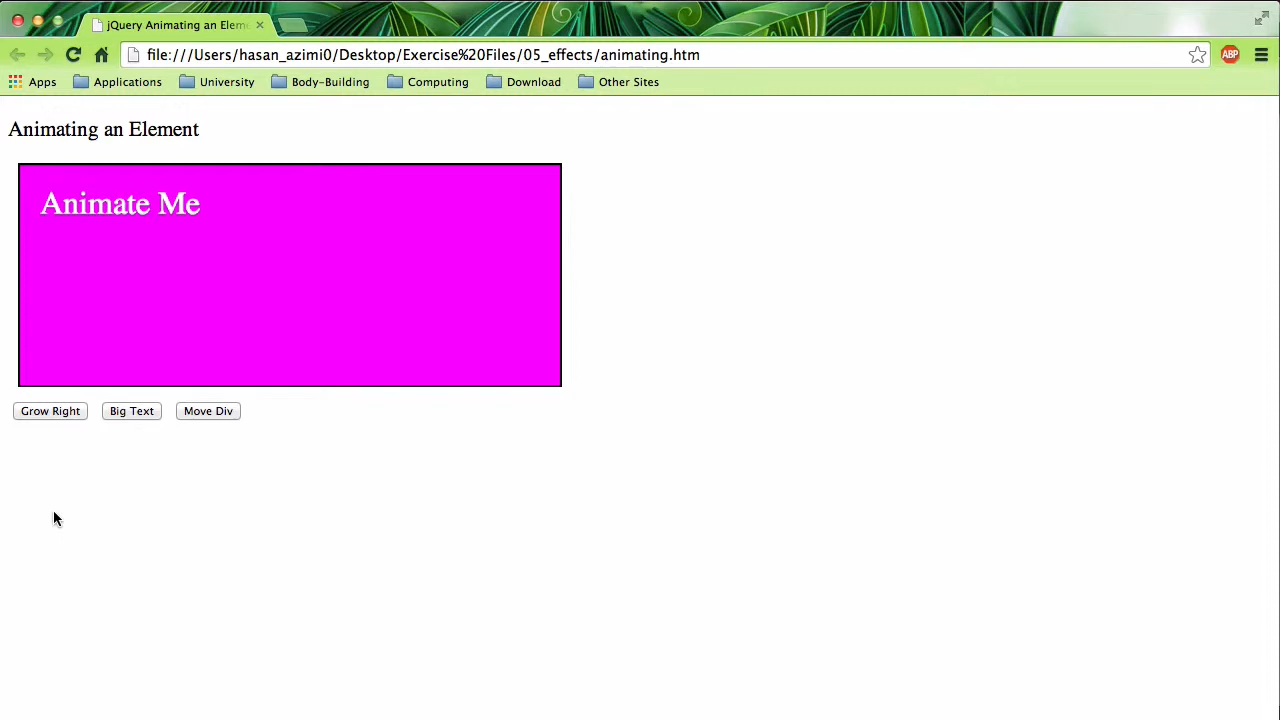 jQuery Animating an Elem
file:///Users/hasan_azimi0/Desktop/Exercise%20Files/05_effects/animating.htm
ABP
Apps Applications University Body-Building Computing Download Other Sites
Animating an Element
Animate Me
Grow Right Big Text Move Div